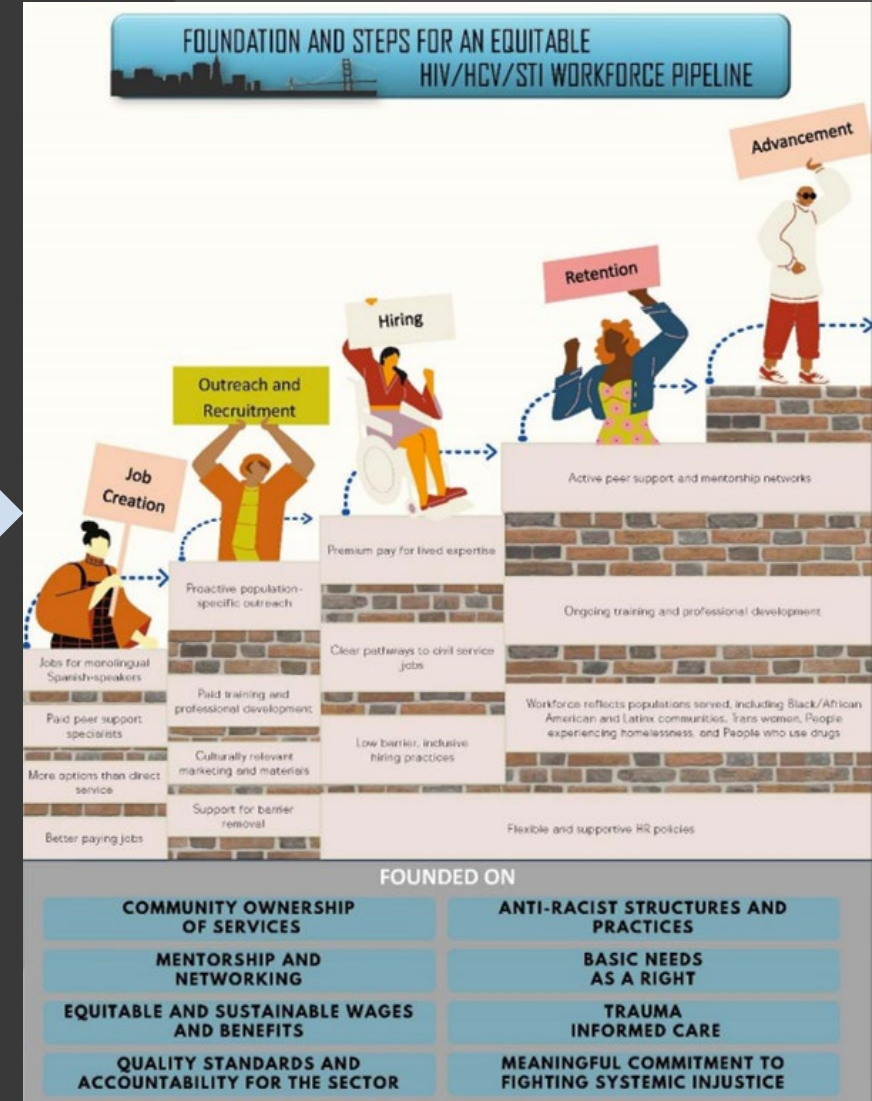 FOUNDATION AND STEPS FOR AN EQUITABLE
HIV/HCV/STI WORKFORCE PIPELINE
Job
Creation
Jobs for monolingual
Spanish-speakers
Paid peer support
specialists
More options than direct
service
Better paying jobs
Outreach and
Recruitment
Proactive population-
specific outreach
Paid training and
professional development
Culturally relevant
marketing and materials
Support for barrier
removal
Hiring
Premium pay for lived expertise
Clear pathways to civil service
jobs
Low barrier, inclusive
hiring practices
Retention
Active peer support and mentorship networks
Ongoing training and professional development
Workforce reflects populations served, including Black/African
American and Latinx communities, Trans women, People
experiencing homelessness, and People who use drugs
Flexible and supportive HR policies
Advancement
FOUNDED ON
COMMUNITY OWNERSHIP
OF SERVICES
ANTI-RACIST STRUCTURES AND
PRACTICES
MENTORSHIP AND
NETWORKING
BASIC NEEDS
AS A RIGHT
EQUITABLE AND SUSTAINABLE WAGES
AND BENEFITS
TRAUMA
INFORMED CARE
QUALITY STANDARDS AND
ACCOUNTABILITY FOR THE SECTOR
MEANINGFUL COMMITMENT TO
FIGHTING SYSTEMIC INJUSTICE